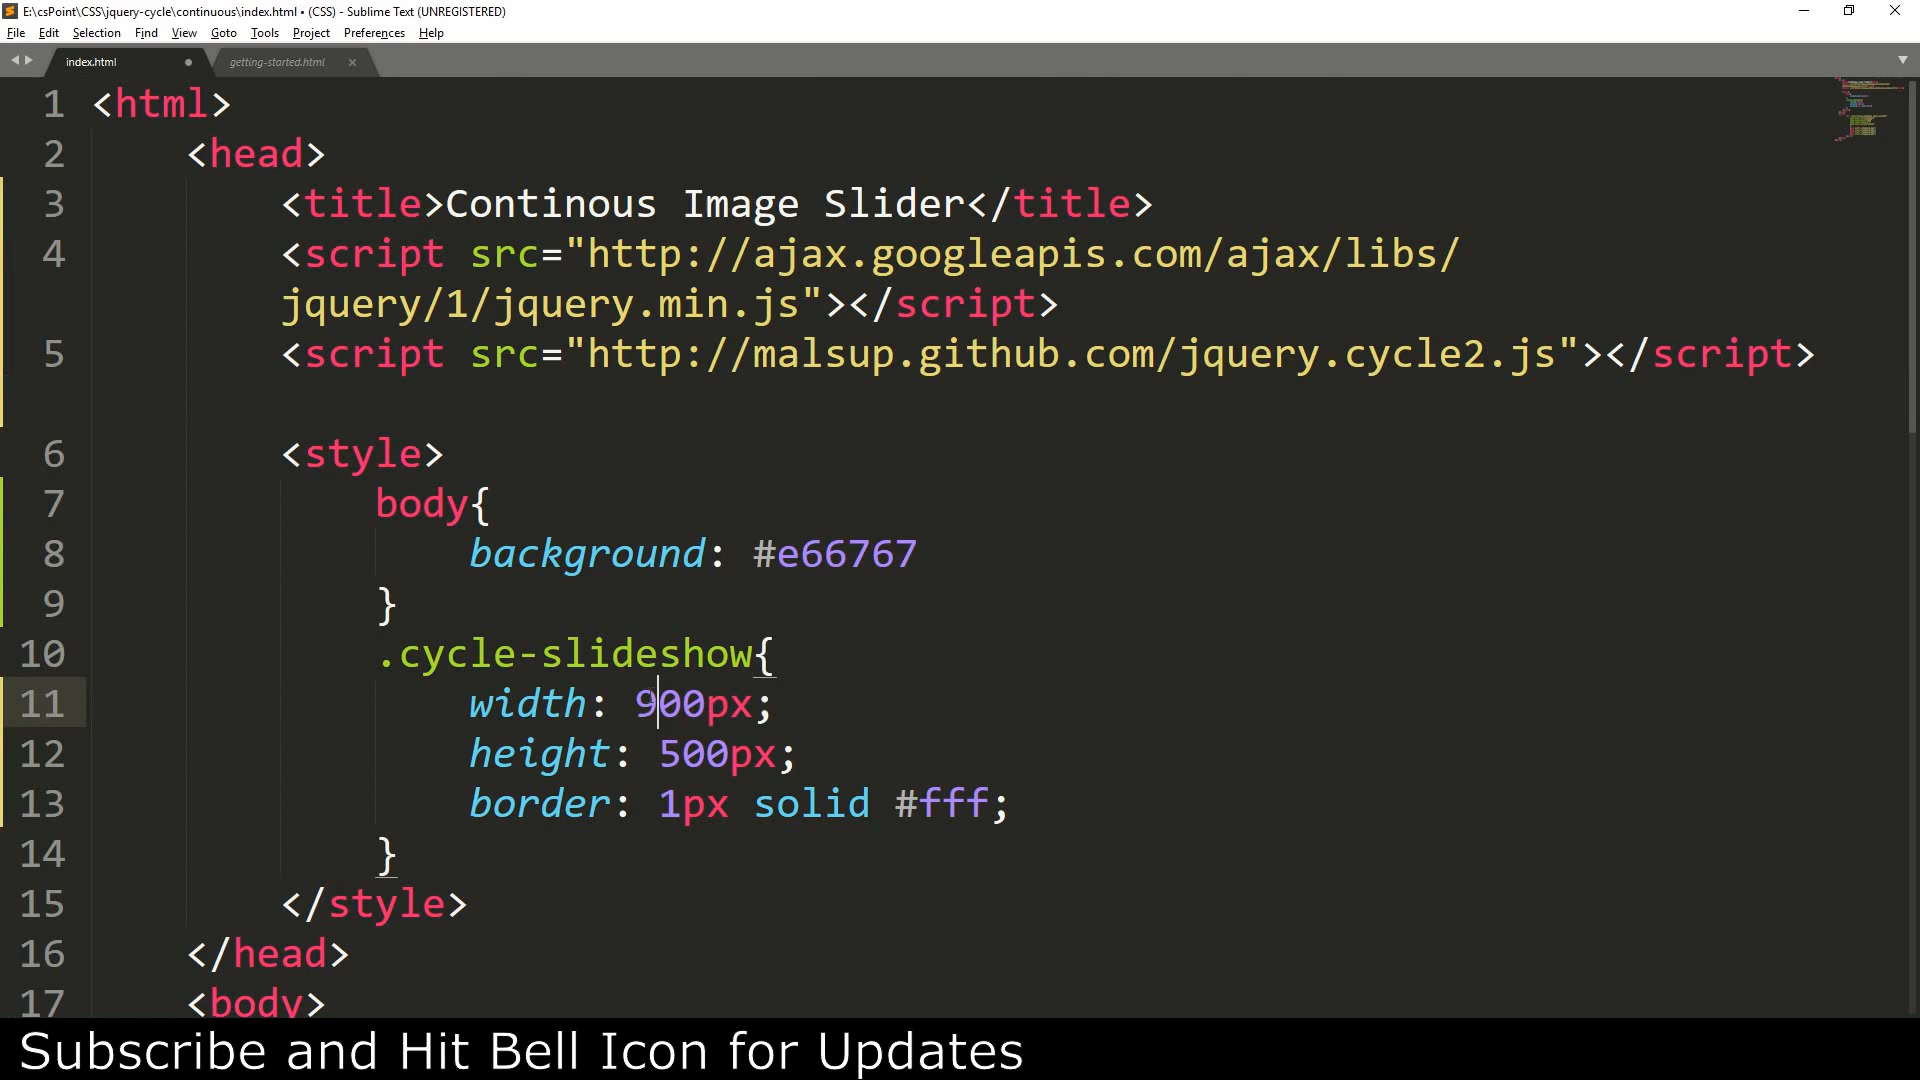 E:\csPoint\CSS\jquery-cycle\continuous\index.html • (CSS) - Sublime Text (UNREGISTERED)
File Edit Selection Find View Goto Tools Project Preferences Help
index.html getting-started.html
1 <html>
2 <head>
3 <title>Continous Image Slider</title>
4 <script src="http://ajax.googleapis.com/ajax/libs/
jquery/1/jquery.min.js"></script>
5 <script src="http://malsup.github.com/jquery.cycle2.js"></script>
6 <style>
7 body{
8 background: #e66767
9 }
10 .cycle-slideshow{
11 width: 900px;
12 height: 500px;
13 border: 1px solid #fff;
14 }
15 </style>
16 </head>
17 <body>
Subscribe and Hit Bell Icon for Updates